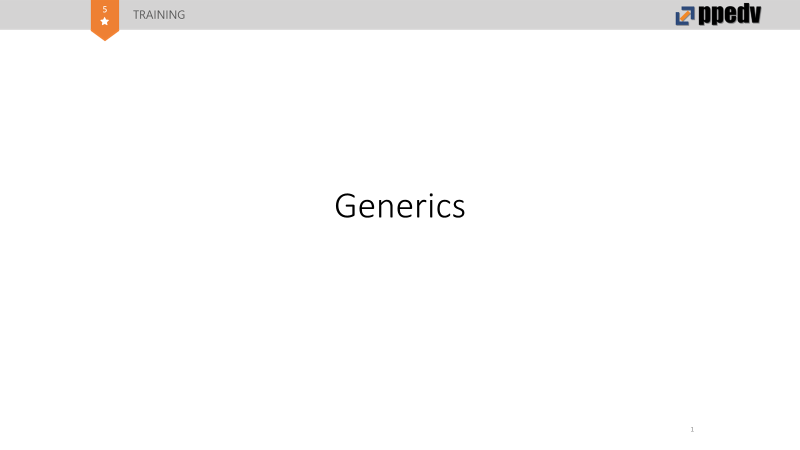 5
TRAINING
ppedv
Generics
1